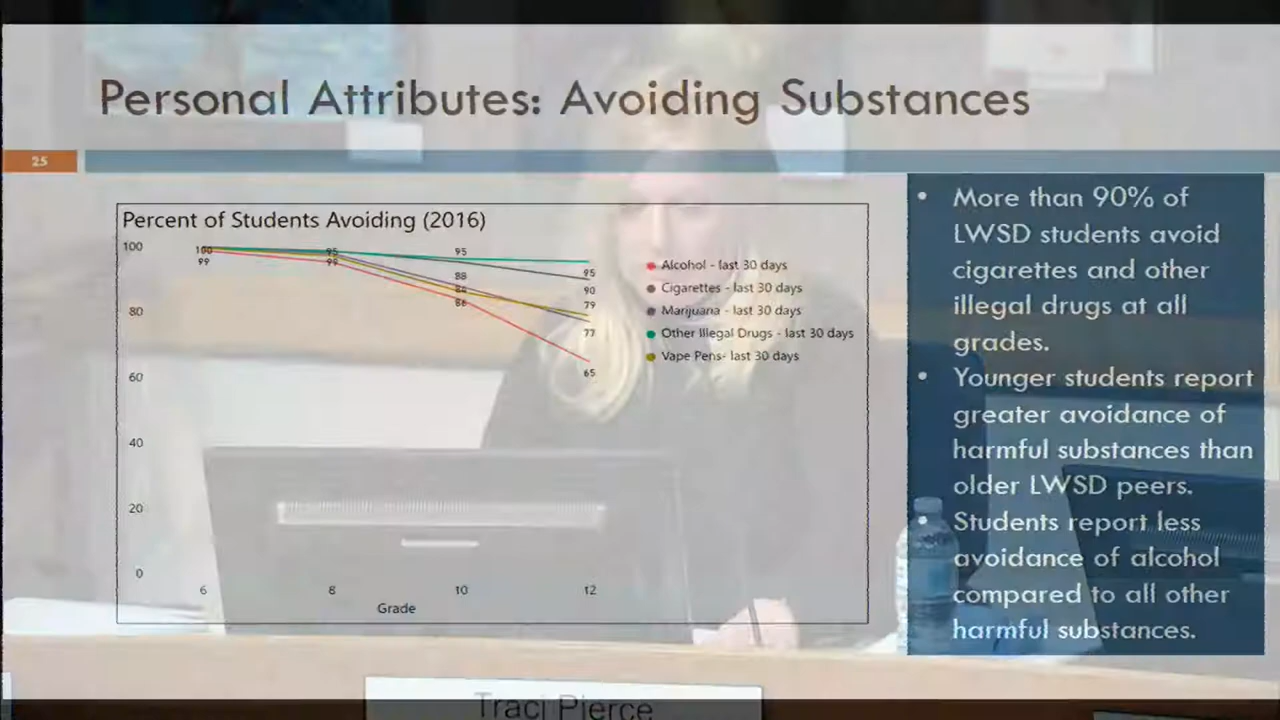 Personal Attributes: Avoiding Substances
25
Percent of Students Avoiding (2016)
100
80
60
40
20
0
100
99
95
95
88
86
95
90
79
77
65
6
8
10
12
Grade
Alcohol - last 30 days
Cigarettes - last 30 days
Marijuana - last 30 days
Other Illegal Drugs - last 30 days
Vape Pens- last 30 days
• More than 90% of
LWSD students avoid
cigarettes and other
illegal drugs at all
grades.
• Younger students report
greater avoidance of
harmful substances than
older LWSD peers.
• Students report less
avoidance of alcohol
compared to all other
harmful substances.
Traci Pierce